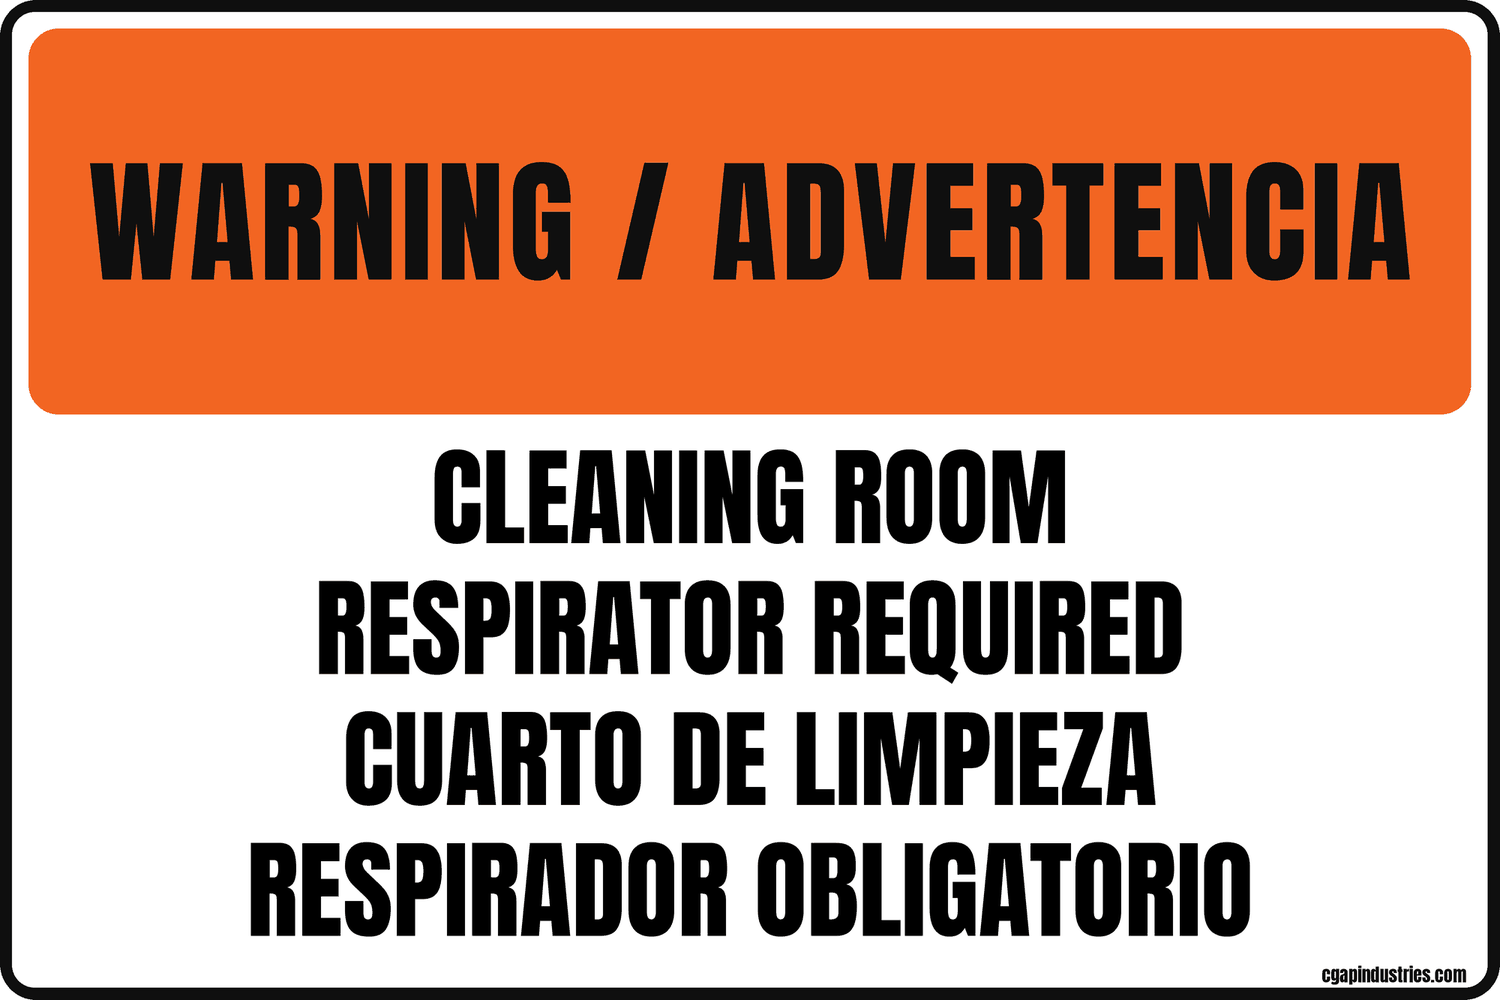 WARNING / ADVERTENCIA
CLEANING ROOM
RESPIRATOR REQUIRED
CUARTO DE LIMPIEZA
RESPIRADOR OBLIGATORIO
cgapindustries.com